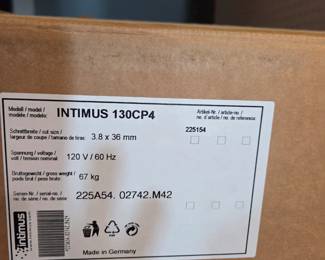 Modell / model / modèle / modelo: INTIMUS 130CP4
Artikel-Nr. / article-no / no. d'article / no. de referencia:
225154
Schnittbreite / cut size / largeur de coupe / tamano de tiras: 3.8 x 36 mm
Spannung / voltage / volt / tension nominal: 120 V / 60 Hz
Bruttogewicht / gross weight / poids brut / peso bruto: 67 kg
Serien-Nr. / serial-no. / no. de série / no. de série 225A54. 02742.M42
intimus
Made in Germany